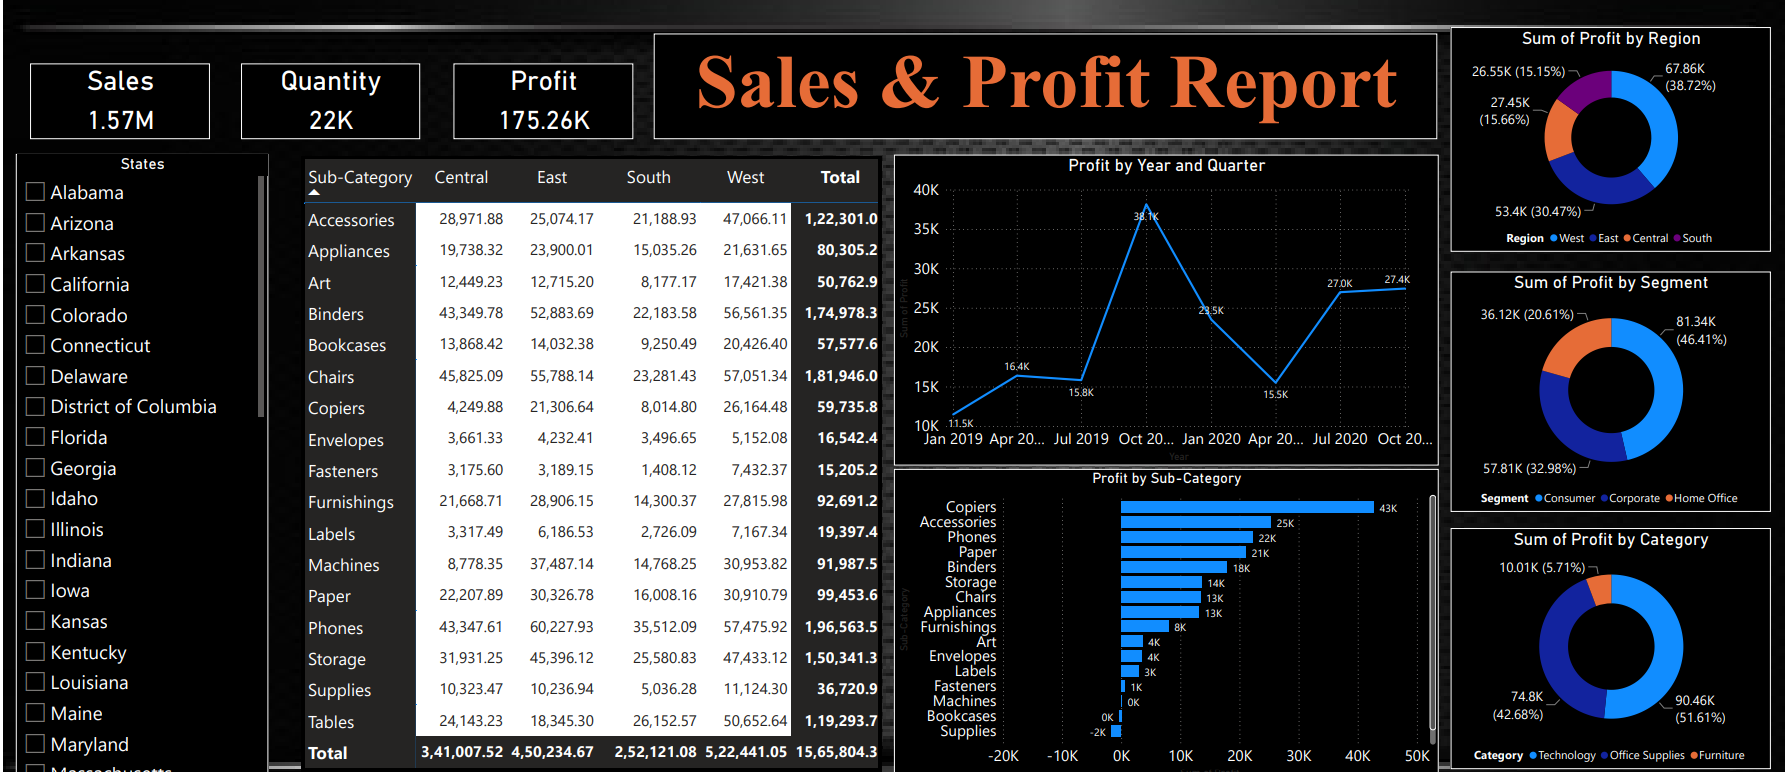 Sales
1.57M
Quantity
22K
Profit
175.26K
Sales & Profit Report
States
Alabama
Arizona
Arkansas
California
Colorado
Connecticut
Delaware
District of Columbia
Florida
Georgia
Idaho
Illinois
Indiana
Iowa
Kansas
Kentucky
Louisiana
Maine
Maryland
Massachusetts
Sub-Category Central East South West Total
Accessories 28,971.88 25,074.17 21,188.93 47,066.11 1,22,301.0
Appliances 19,738.32 23,900.01 15,035.26 21,631.65 80,305.2
Art 12,449.23 12,715.20 8,177.17 17,421.38 50,762.9
Binders 43,349.78 52,883.69 22,183.58 56,561.35 1,74,978.3
Bookcases 13,868.42 14,032.38 9,250.49 20,426.40 57,577.6
Chairs 45,825.09 55,788.14 23,281.43 57,051.34 1,81,946.0
Copiers 4,249.88 21,306.64 8,014.80 26,164.48 59,735.8
Envelopes 3,661.33 4,232.41 3,496.65 5,152.08 16,542.4
Fasteners 3,175.60 3,189.15 1,408.12 7,432.37 15,205.2
Furnishings 21,668.71 28,906.15 14,300.37 27,815.98 92,691.2
Labels 3,317.49 6,186.53 2,726.09 7,167.34 19,397.4
Machines 8,778.35 37,487.14 14,768.25 30,953.82 91,987.5
Paper 22,207.89 30,326.78 16,008.16 30,910.79 99,453.6
Phones 43,347.61 60,227.93 35,512.09 57,475.92 1,96,563.5
Storage 31,931.25 45,396.12 25,580.83 47,433.12 1,50,341.3
Supplies 10,323.47 10,236.94 5,036.28 11,124.30 36,720.9
Tables 24,143.23 18,345.30 26,152.57 50,652.64 1,19,293.7
Total 3,41,007.52 4,50,234.67 2,52,121.08 5,22,441.05 15,65,804.3
Profit by Year and Quarter
Sum of Profit
40K
35K
30K
25K
20K
15K
10K
11.5K
16.4K
15.8K
38.1K
23.5K
15.5K
27.0K
27.4K
Jan 2019 Apr 20... Jul 2019 Oct 20... Jan 2020 Apr 20... Jul 2020 Oct 20...
Year
Profit by Sub-Category
Sub-Category
Copiers 43K
Accessories 25K
Phones 22K
Paper 21K
Binders 18K
Storage 14K
Chairs 13K
Appliances 13K
Furnishings 8K
Art 4K
Envelopes 4K
Labels 3K
Fasteners 1K
Machines 0K
Bookcases 0K
Supplies -2K
-20K -10K 0K 10K 20K 30K 40K 50K
Sum of Profit by Region
26.55K (15.15%)
67.86K
(38.72%)
27.45K
(15.66%)
53.4K (30.47%)
Region West East Central South
Sum of Profit by Segment
36.12K (20.61%)
81.34K
(46.41%)
57.81K (32.98%)
Segment Consumer Corporate Home Office
Sum of Profit by Category
10.01K (5.71%)
74.8K
(42.68%)
90.46K
(51.61%)
Category Technology Office Supplies Furniture